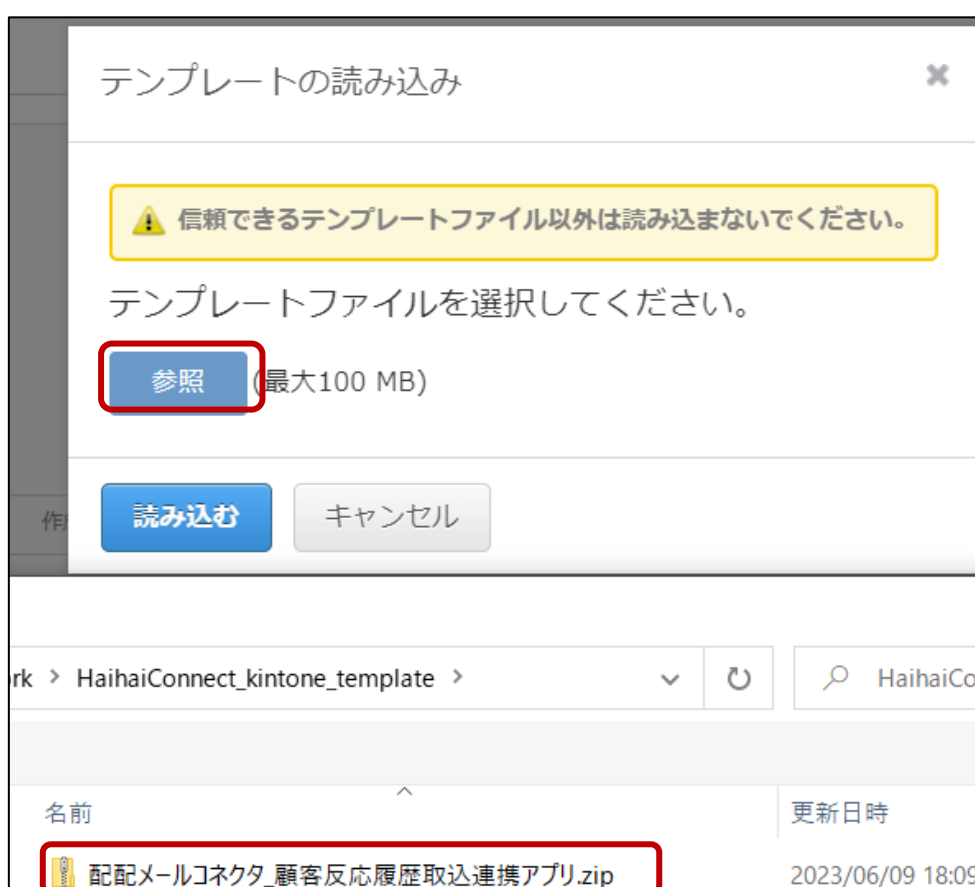 テンプレートの読み込み
信頼できるテンプレートファイル以外は読み込まないでください。
テンプレートファイルを選択してください。
参照 (最大100 MB)
作
読み込む キャンセル
rk > HaihaiConnect_kintone_template > HaihaiCo
名前 更新日時
配配メールコネクタ_顧客反応履歴取込連携アプリ.zip 2023/06/09 18:09